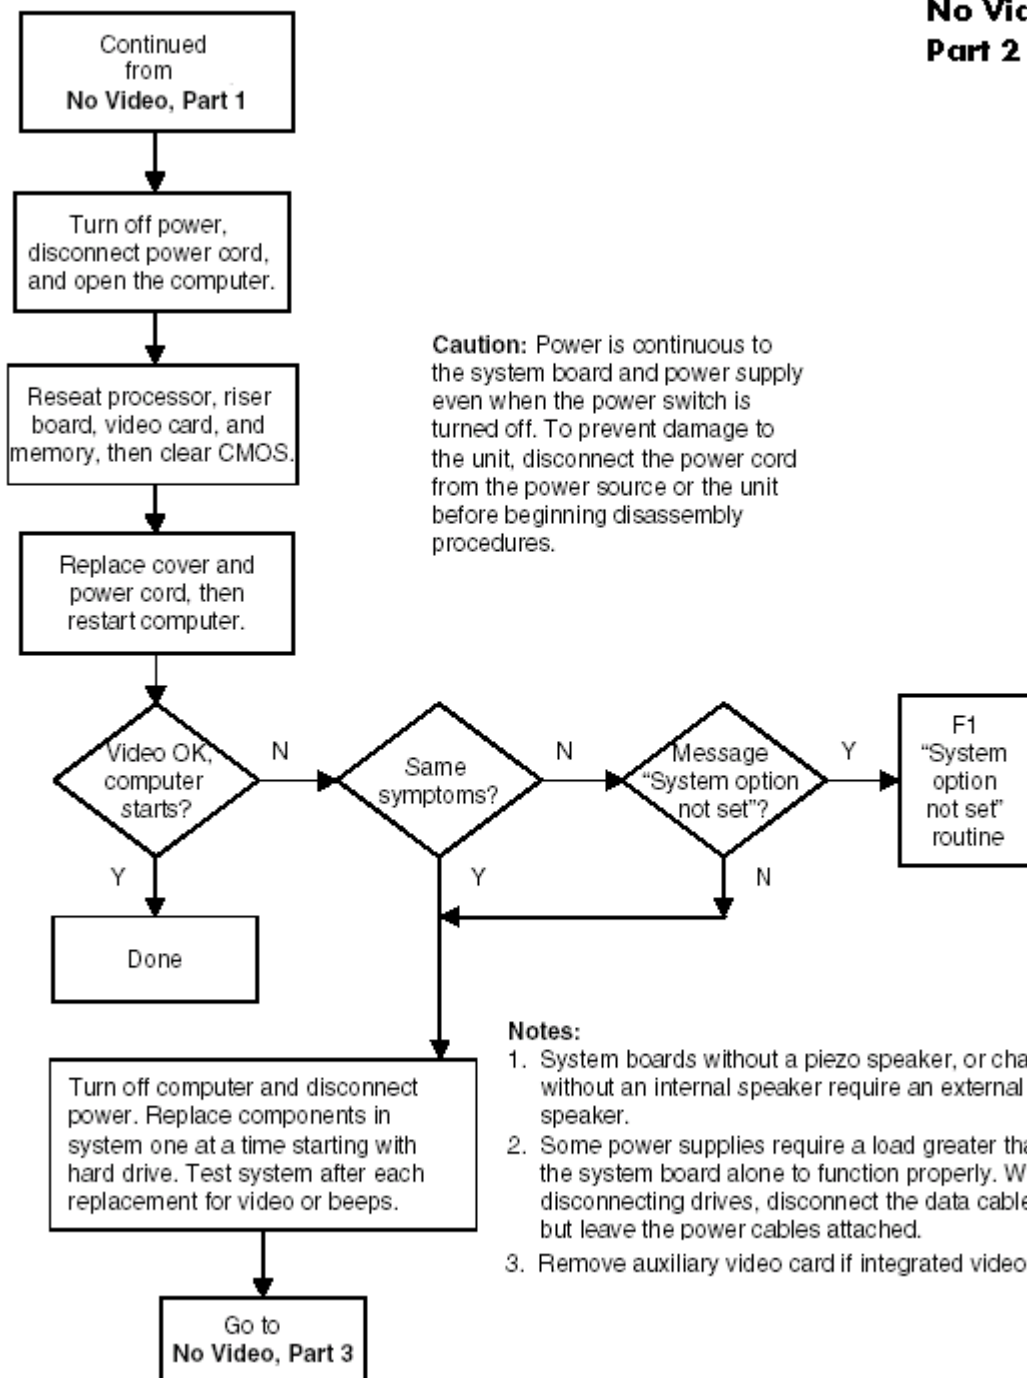 No Vid
Part 2
Continued
from
No Video, Part 1
Turn off power,
disconnect power cord,
and open the computer.
Reseat processor, riser
board, video card, and
memory, then clear CMOS.
Caution: Power is continuous to
the system board and power supply
even when the power switch is
turned off. To prevent damage to
the unit, disconnect the power cord
from the power source or the unit
before beginning disassembly
procedures.
Replace cover and
power cord, then
restart computer.
Video OK,
computer
starts?
N
Same
symptoms?
N
Message
“System option
not set”?
Y
F1
“System
option
not set”
routine
Y
Y
N
Done
Turn off computer and disconnect
power. Replace components in
system one at a time starting with
hard drive. Test system after each
replacement for video or beeps.
Notes:
1. System boards without a piezo speaker, or cha
without an internal speaker require an external
speaker.
2. Some power supplies require a load greater tha
the system board alone to function properly. W
disconnecting drives, disconnect the data cable
but leave the power cables attached.
3. Remove auxiliary video card if integrated video
Go to
No Video, Part 3